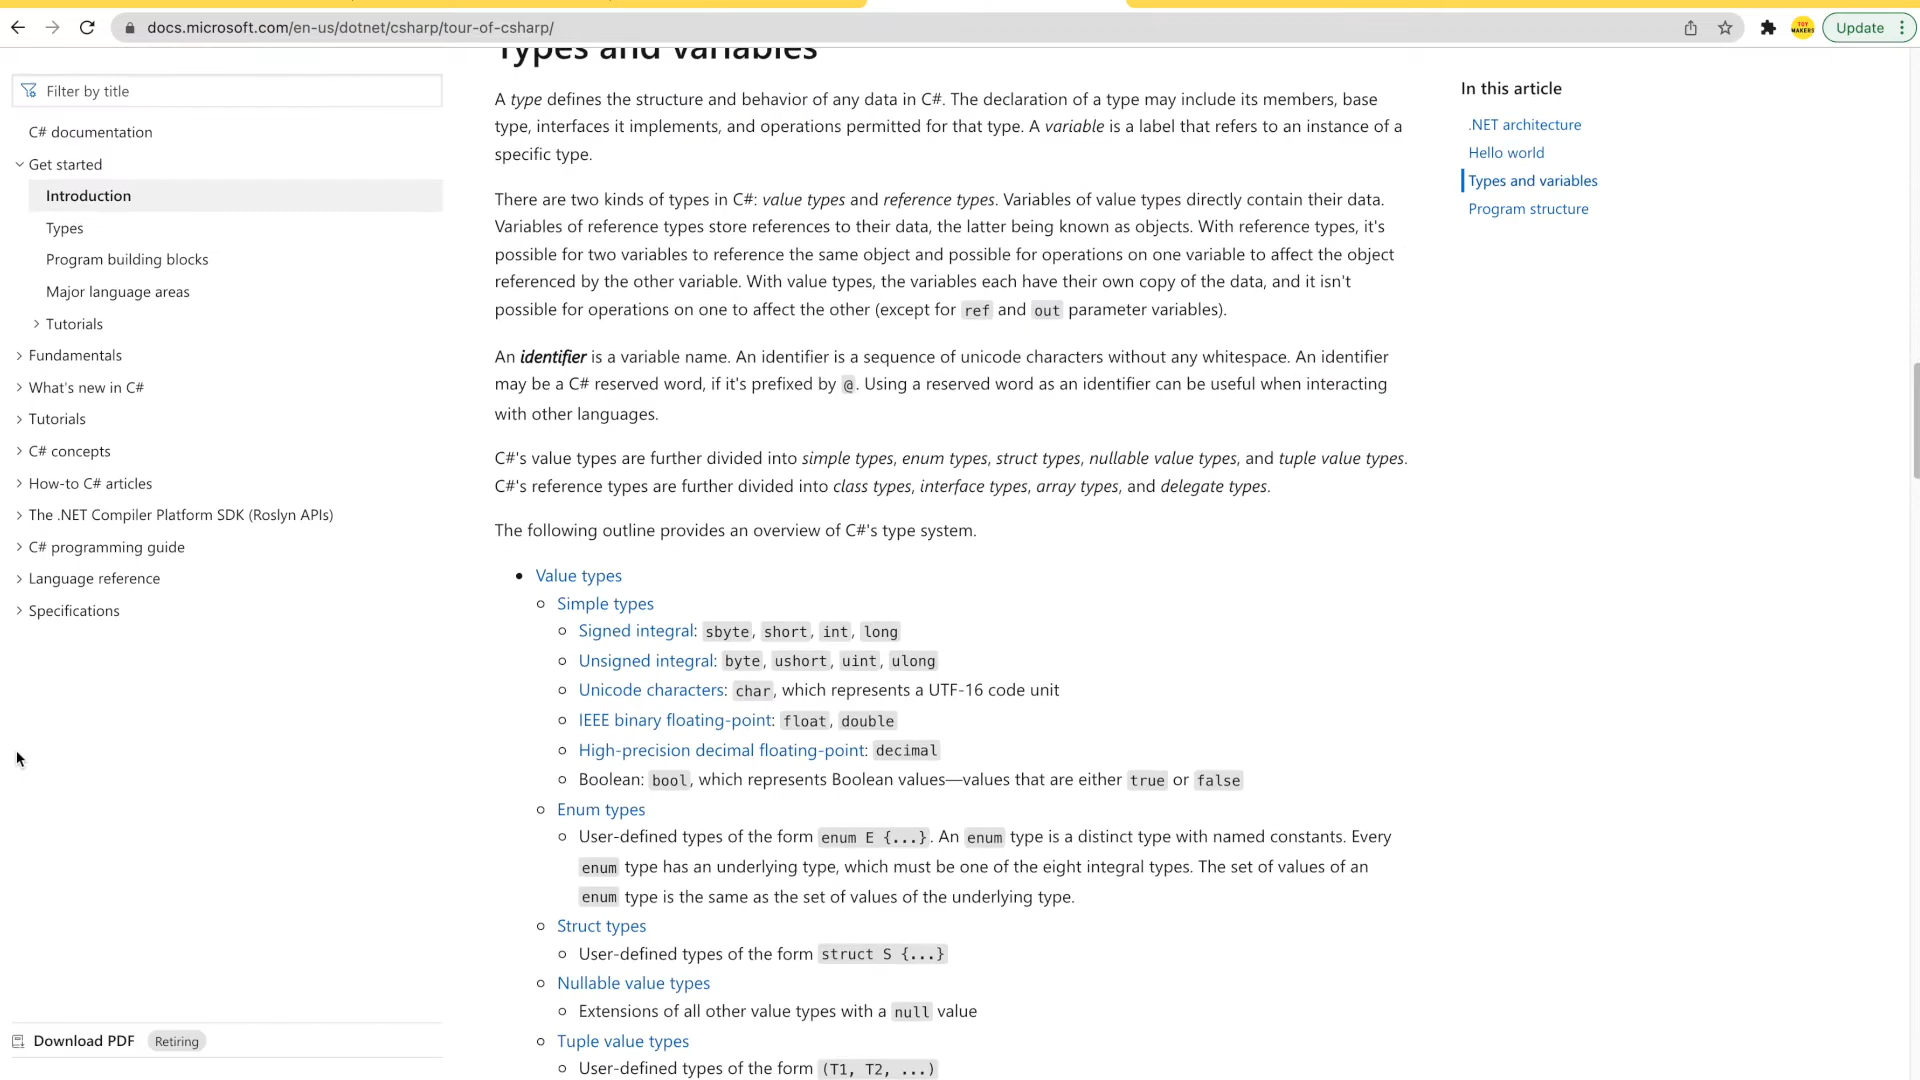 docs.microsoft.com/en-us/dotnet/csharp/tour-of-csharp/
TOY MAKERS
Update
Filter by title
C# documentation
Get started
Introduction
Types
Program building blocks
Major language areas
Tutorials
Fundamentals
What's new in C#
Tutorials
C# concepts
How-to C# articles
The .NET Compiler Platform SDK (Roslyn APIs)
C# programming guide
Language reference
Specifications
Download PDF Retiring
Types and variables
A type defines the structure and behavior of any data in C#. The declaration of a type may include its members, base
type, interfaces it implements, and operations permitted for that type. A variable is a label that refers to an instance of a
specific type.
There are two kinds of types in C#: value types and reference types. Variables of value types directly contain their data.
Variables of reference types store references to their data, the latter being known as objects. With reference types, it's
possible for two variables to reference the same object and possible for operations on one variable to affect the object
referenced by the other variable. With value types, the variables each have their own copy of the data, and it isn't
possible for operations on one to affect the other (except for ref and out parameter variables).
An identifier is a variable name. An identifier is a sequence of unicode characters without any whitespace. An identifier
may be a C# reserved word, if it's prefixed by @. Using a reserved word as an identifier can be useful when interacting
with other languages.
C#'s value types are further divided into simple types, enum types, struct types, nullable value types, and tuple value types.
C#'s reference types are further divided into class types, interface types, array types, and delegate types.
The following outline provides an overview of C#'s type system.
Value types
Simple types
Signed integral: sbyte, short, int, long
Unsigned integral: byte, ushort, uint, ulong
Unicode characters: char, which represents a UTF-16 code unit
IEEE binary floating-point: float, double
High-precision decimal floating-point: decimal
Boolean: bool, which represents Boolean values—values that are either true or false
Enum types
User-defined types of the form enum E {...}. An enum type is a distinct type with named constants. Every
enum type has an underlying type, which must be one of the eight integral types. The set of values of an
enum type is the same as the set of values of the underlying type.
Struct types
User-defined types of the form struct S {...}
Nullable value types
Extensions of all other value types with a null value
Tuple value types
User-defined types of the form (T1, T2, ...)
In this article
.NET architecture
Hello world
Types and variables
Program structure